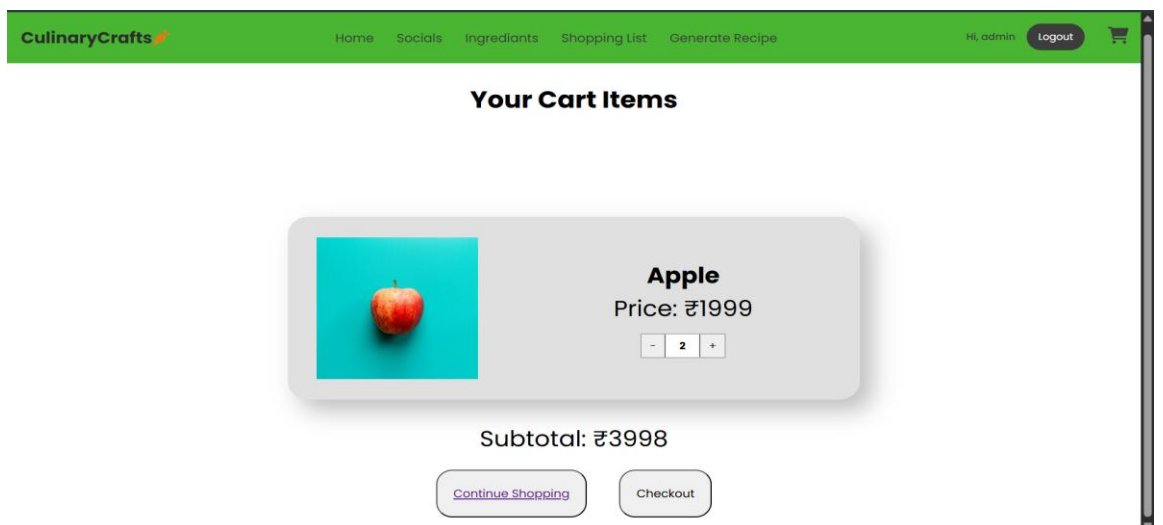 CulinaryCrafts Home Socials Ingrediants Shopping List Generate Recipe Hi, admin Logout
Your Cart Items
Apple
Price: ₹1999
- 2 +
Subtotal: ₹3998
Continue Shopping Checkout